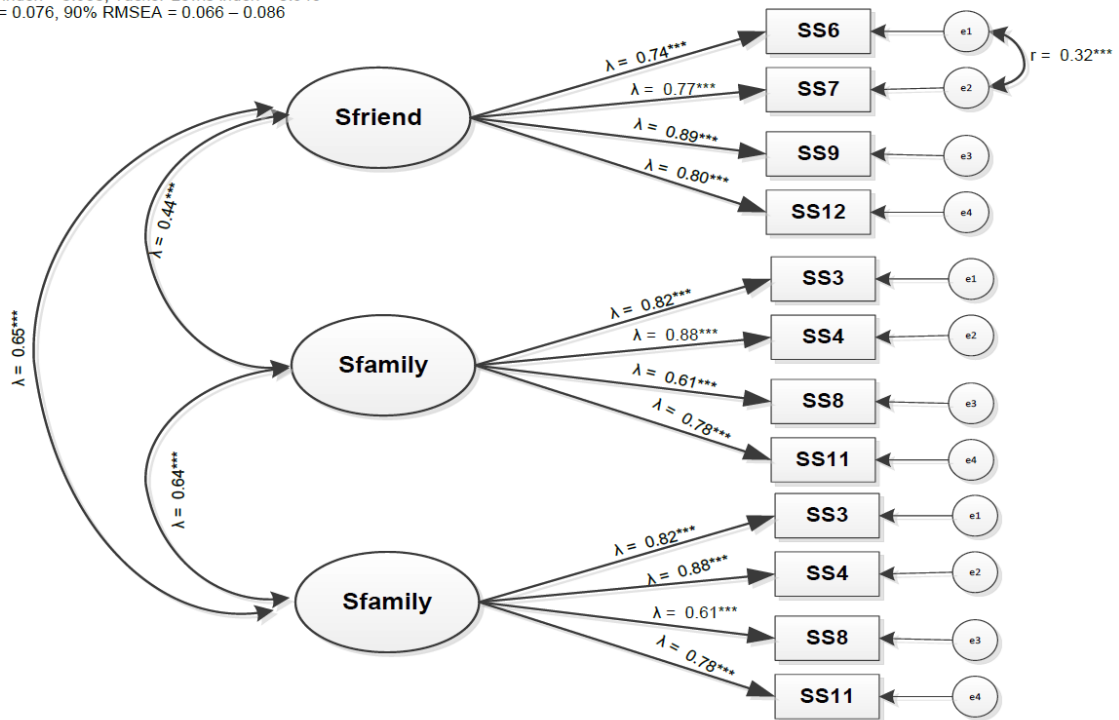 = 0.076, 90% RMSEA = 0.066 – 0.086
SS6
e1
λ = 0.74***
r = 0.32***
SS7
e2
λ = 0.77***
Sfriend
λ = 0.89***
SS9
e3
λ = 0.80***
SS12
e4
λ = 0.44***
SS3
e1
λ = 0.82***
SS4
e2
λ = 0.88***
Sfamily
λ = 0.65***
λ = 0.61***
SS8
e3
λ = 0.78***
SS11
e4
λ = 0.64***
SS3
e1
λ = 0.82***
SS4
e2
λ = 0.88***
Sfamily
λ = 0.61***
SS8
e3
λ = 0.78***
SS11
e4